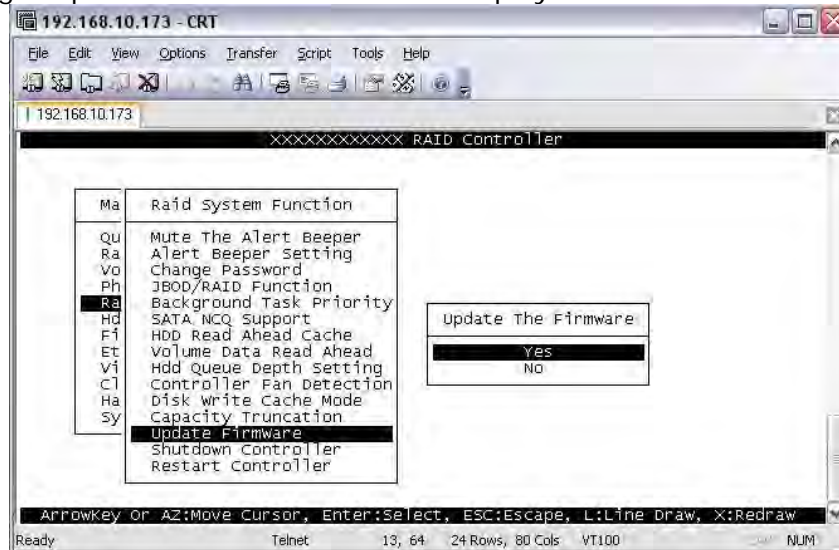 192.168.10.173 - CRT
File Edit View Options Transfer Script Tools Help
192.168.10.173
XXXXXXXXXXXX RAID Controller
Ma
Qu
Ra
Vo
Ph
Ra
Hd
Fi
Et
Vi
Cl
Ha
Sy
Raid System Function
Mute The Alert Beeper
Alert Beeper Setting
Change Password
JBOD/RAID Function
Background Task Priority
SATA NCQ Support
HDD Read Ahead Cache
Volume Data Read Ahead
Hdd Queue Depth Setting
Controller Fan Detection
Disk Write Cache Mode
Capacity Truncation
Update Firmware
Shutdown Controller
Restart Controller
Update The Firmware
Yes
No
ArrowKey Or AZ:Move Cursor, Enter:Select, ESC:Escape, L:Line Draw, X:Redraw
Ready Telnet 13, 64 24 Rows, 80 Cols VT100 NUM